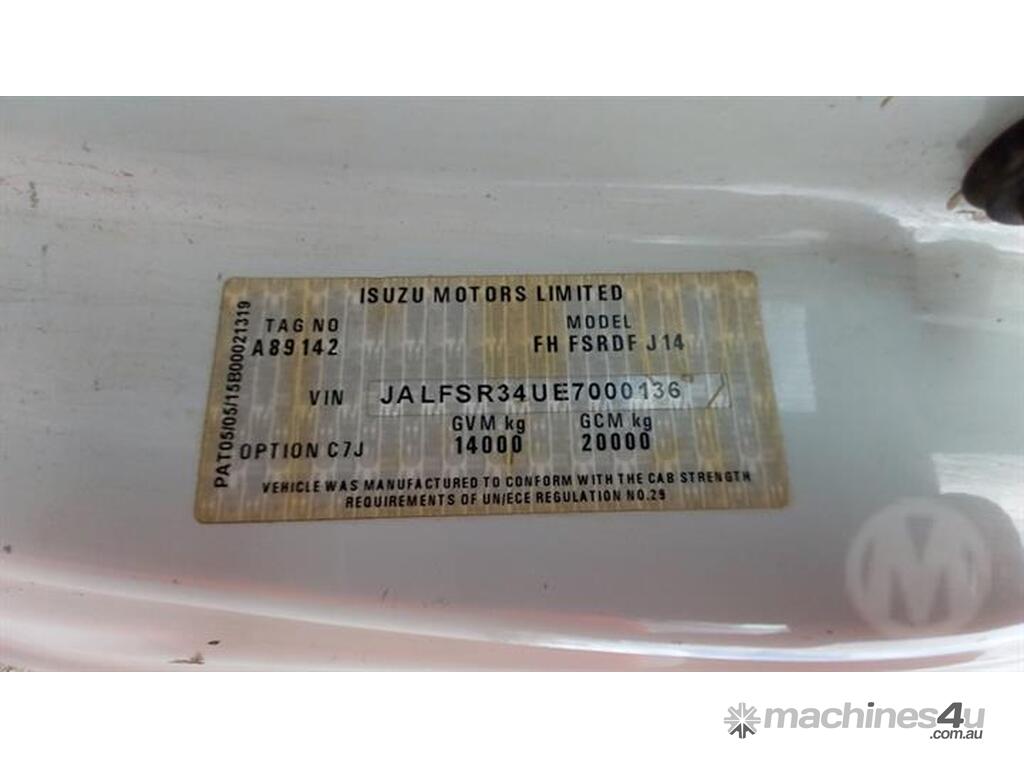 ISUZU MOTORS LIMITED
TAG NO
MODEL
A89142
FH FSRDF J14
VIN JALFSR34UE7000136
GVM kg
GCM kg
OPTION C7J
14000
20000
VEHICLE WAS MANUFACTURED TO CONFORM WITH THE CAB STRENGTH
REQUIREMENTS OF UN/ECE REGULATION NO.29
PAT05/05/15B00021319
M
machines4u
.com.au